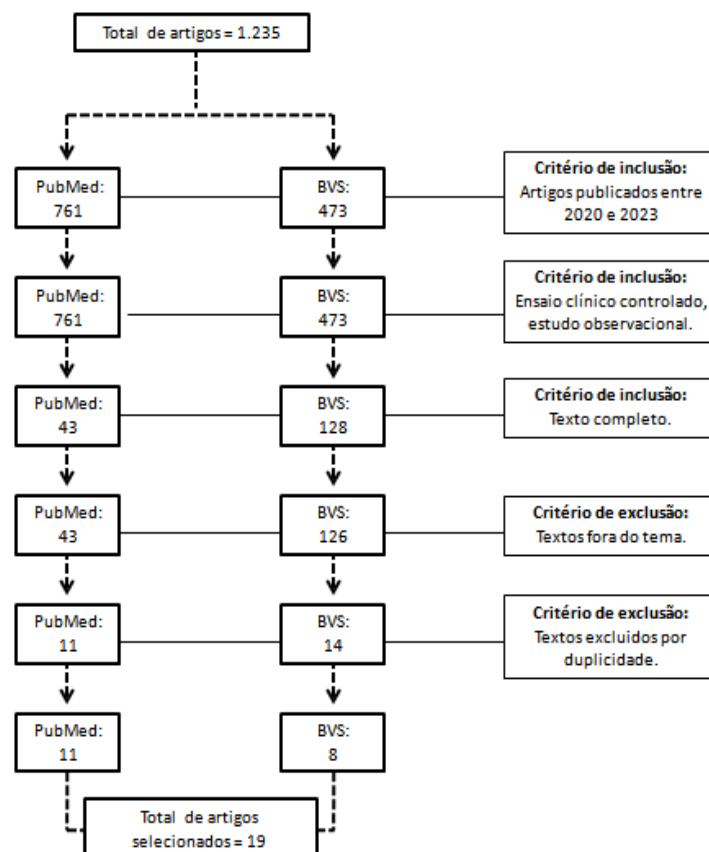 Total de artigos = 1.235
PubMed:
761
BVS:
473
Critério de inclusão:
Artigos publicados entre
2020 e 2023
PubMed:
761
BVS:
473
Critério de inclusão:
Ensaio clínico controlado,
estudo observacional.
PubMed:
43
BVS:
128
Critério de inclusão:
Texto completo.
PubMed:
43
BVS:
126
Critério de exclusão:
Textos fora do tema.
PubMed:
11
BVS:
14
Critério de exclusão:
Textos excluidos por
duplicidade.
PubMed:
11
BVS:
8
Total de artigos
selecionados = 19